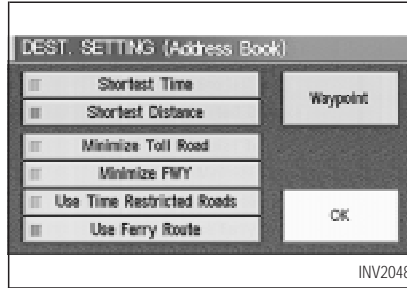 DEST. SETTING (Address Book)
Shortest Time
Shortest Distance
Minimize Toll Road
Minimize FWY
Use Time Restricted Roads
Use Ferry Route
Waypoint
OK
INV2048